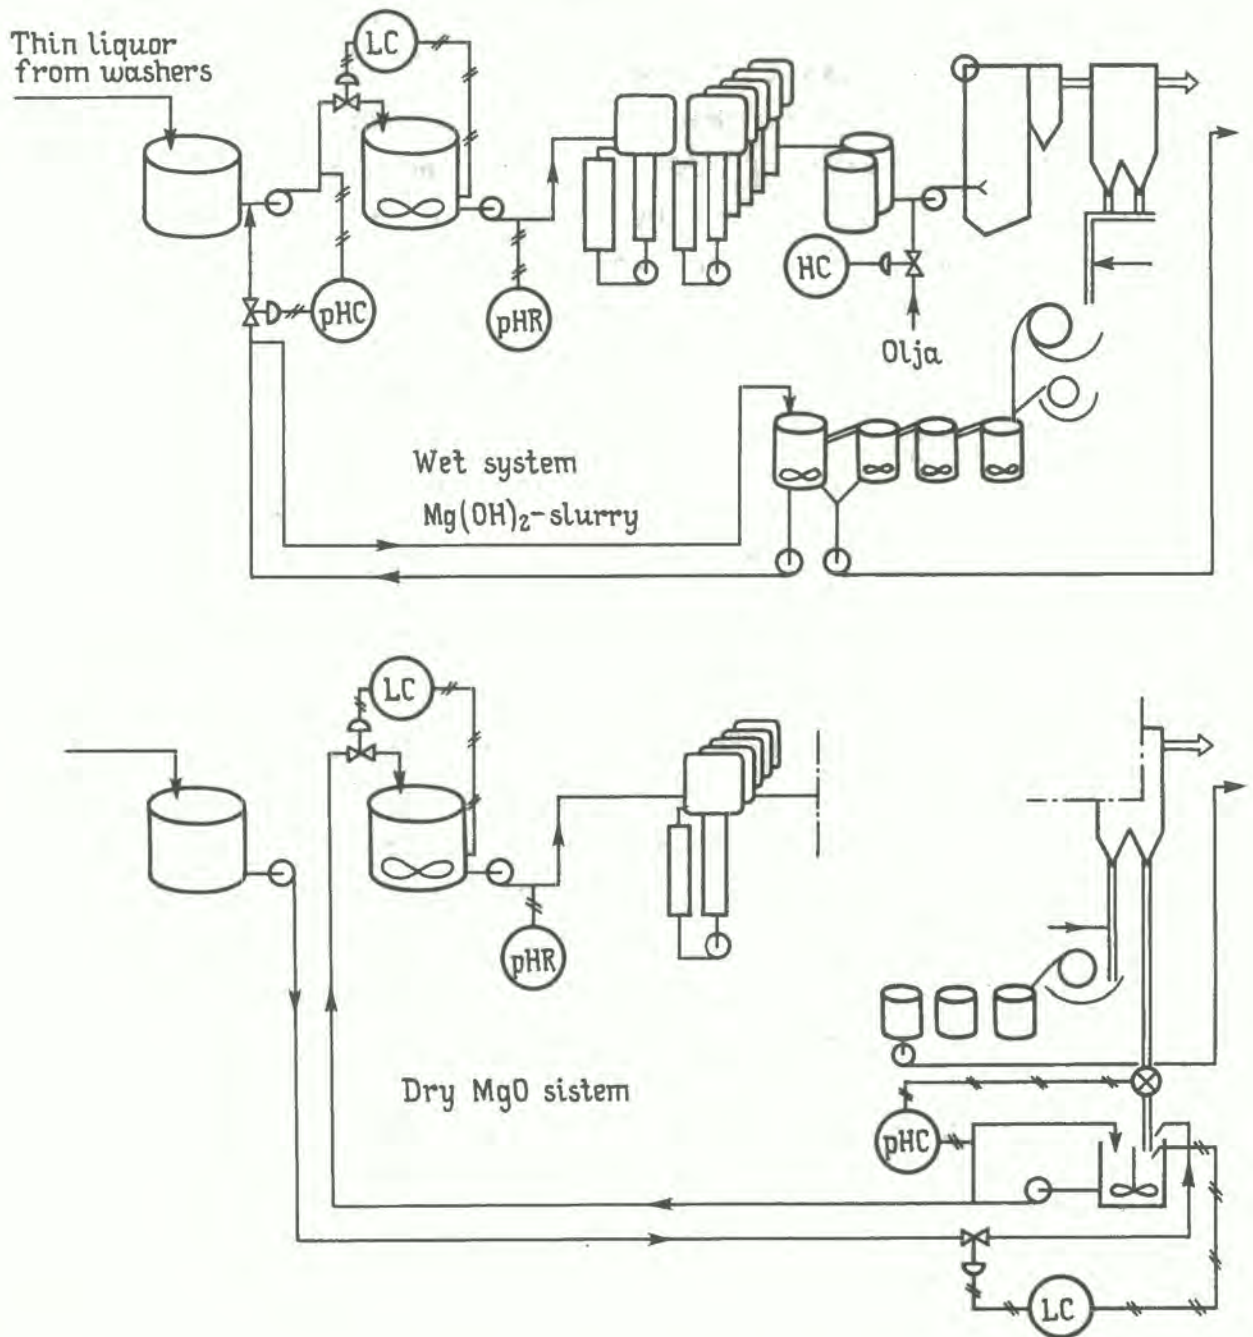 Thin liquor
from washers
LC
pHC
pHR
HC
Olja
Wet system
Mg(OH)₂-slurry
LC
pHR
Dry MgO sistem
pHC
LC